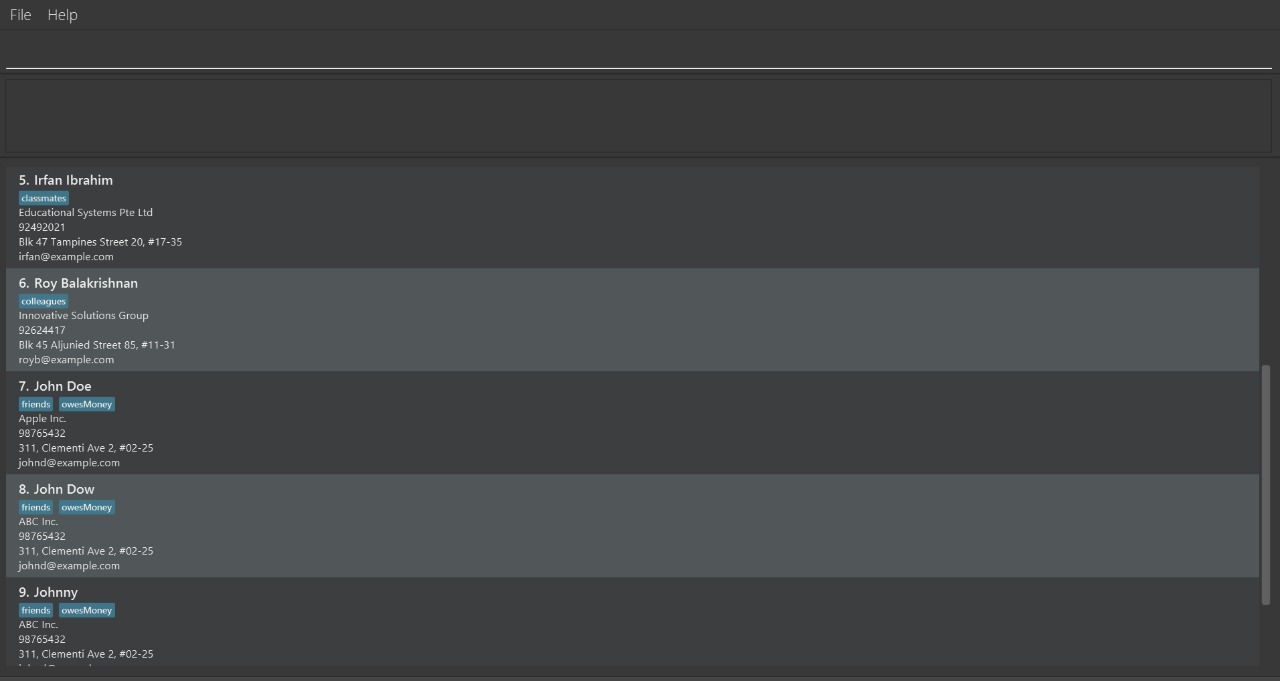 File Help
5. Irfan Ibrahim
classmates
Educational Systems Pte Ltd
92492021
Blk 47 Tampines Street 20, #17-35
irfan@example.com
6. Roy Balakrishnan
colleagues
Innovative Solutions Group
92624417
Blk 45 Aljunied Street 85, #11-31
royb@example.com
7. John Doe
friends owesMoney
Apple Inc.
98765432
311, Clementi Ave 2, #02-25
johnd@example.com
8. John Dow
friends owesMoney
ABC Inc.
98765432
311, Clementi Ave 2, #02-25
johnd@example.com
9. Johnny
friends owesMoney
ABC Inc.
98765432
311, Clementi Ave 2, #02-25